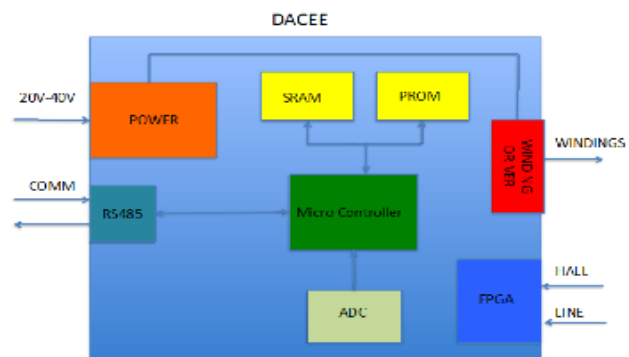 DACEE
20V-40V
POWER
SRAM
PROM
WINDING DRIVER
WINDINGS
COMM
RS485
Micro Controller
HALL
FPGA
ADC
LINE